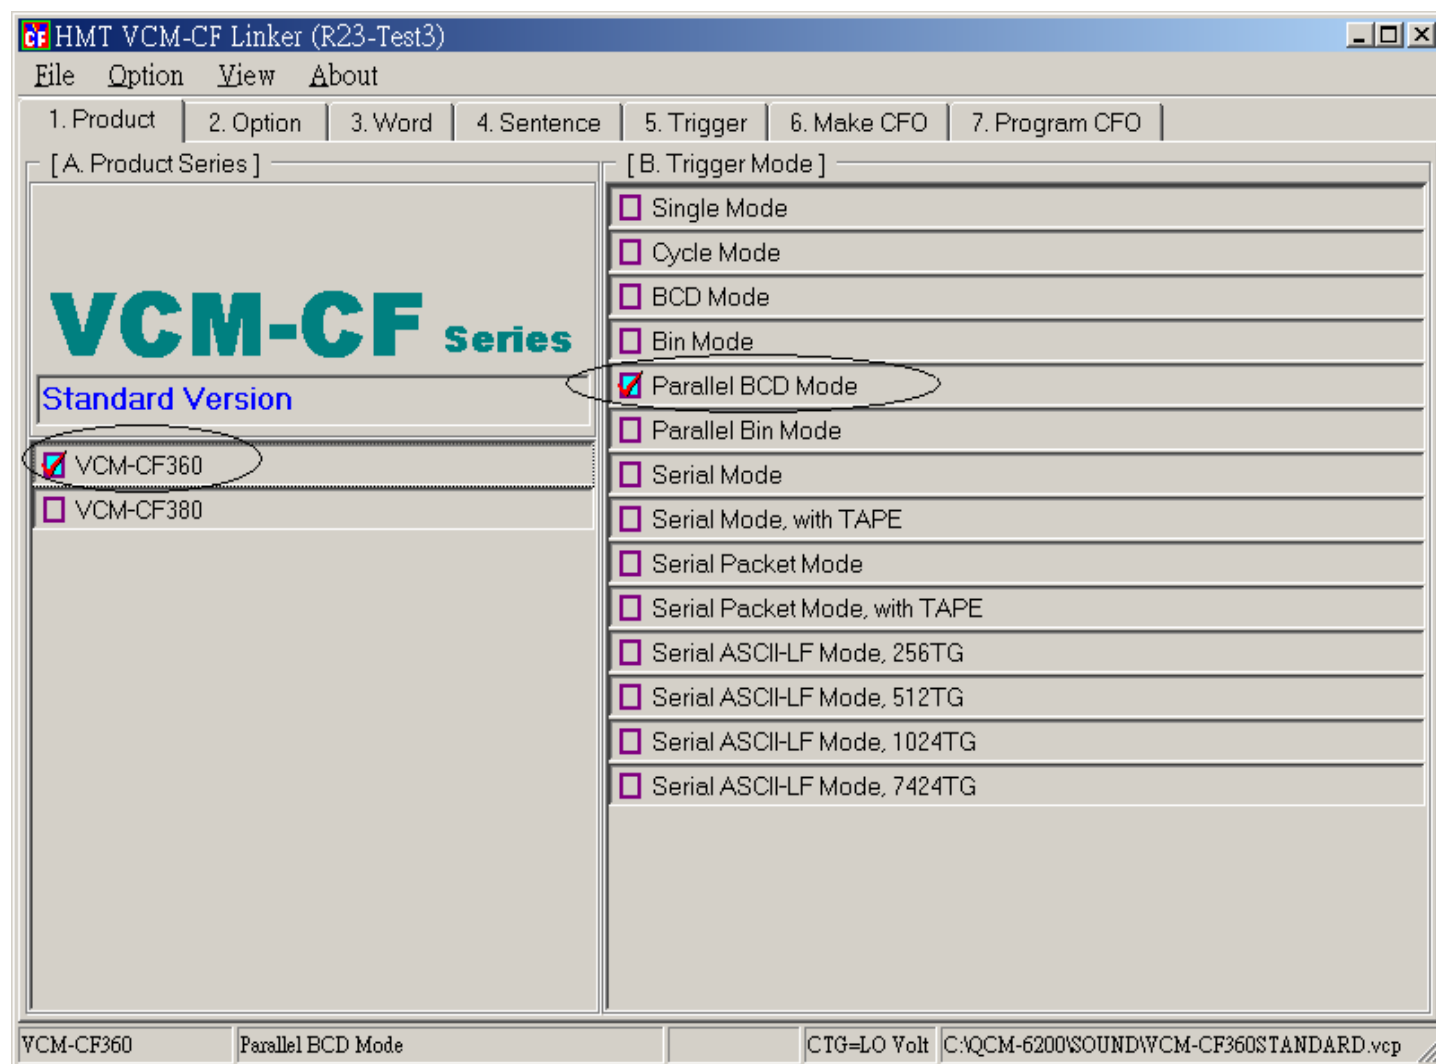 HMT VCM-CF Linker (R23-Test3)
File Option View About
1. Product 2. Option 3. Word 4. Sentence 5. Trigger 6. Make CFO 7. Program CFO
[ A. Product Series ]
VCM-CF Series
Standard Version
VCM-CF360
VCM-CF380
[ B. Trigger Mode ]
Single Mode
Cycle Mode
BCD Mode
Bin Mode
Parallel BCD Mode
Parallel Bin Mode
Serial Mode
Serial Mode, with TAPE
Serial Packet Mode
Serial Packet Mode, with TAPE
Serial ASCII-LF Mode, 256TG
Serial ASCII-LF Mode, 512TG
Serial ASCII-LF Mode, 1024TG
Serial ASCII-LF Mode, 7424TG
VCM-CF360 Parallel BCD Mode CTG=LO Volt C:\QCM-6200\SOUND\VCM-CF360STANDARD.vcp